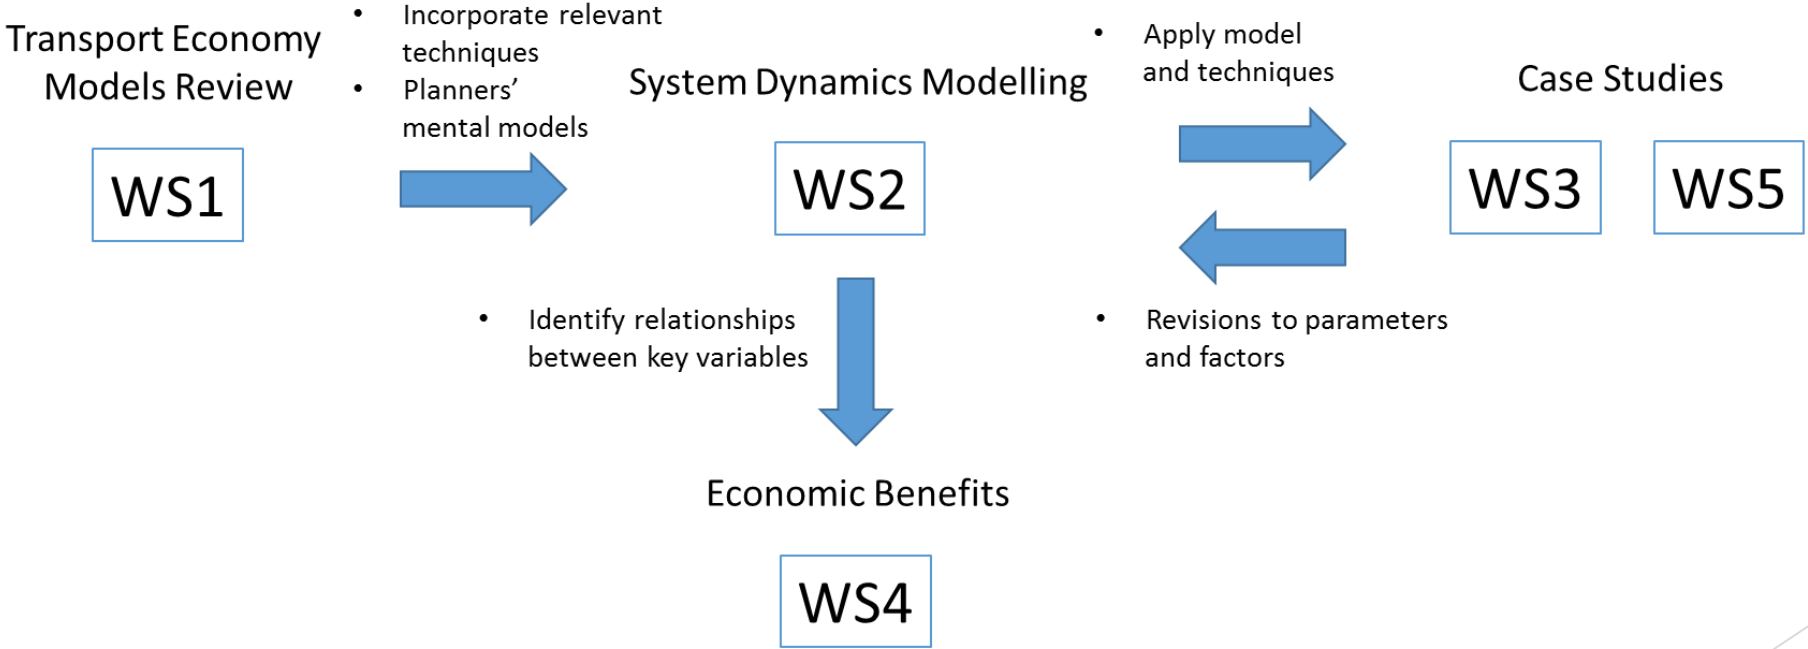 Transport Economy
Models Review
WS1
• Incorporate relevant
techniques
• Planners’
mental models
System Dynamics Modelling
WS2
• Apply model
and techniques
Case Studies
WS3
WS5
• Identify relationships
between key variables
• Revisions to parameters
and factors
Economic Benefits
WS4